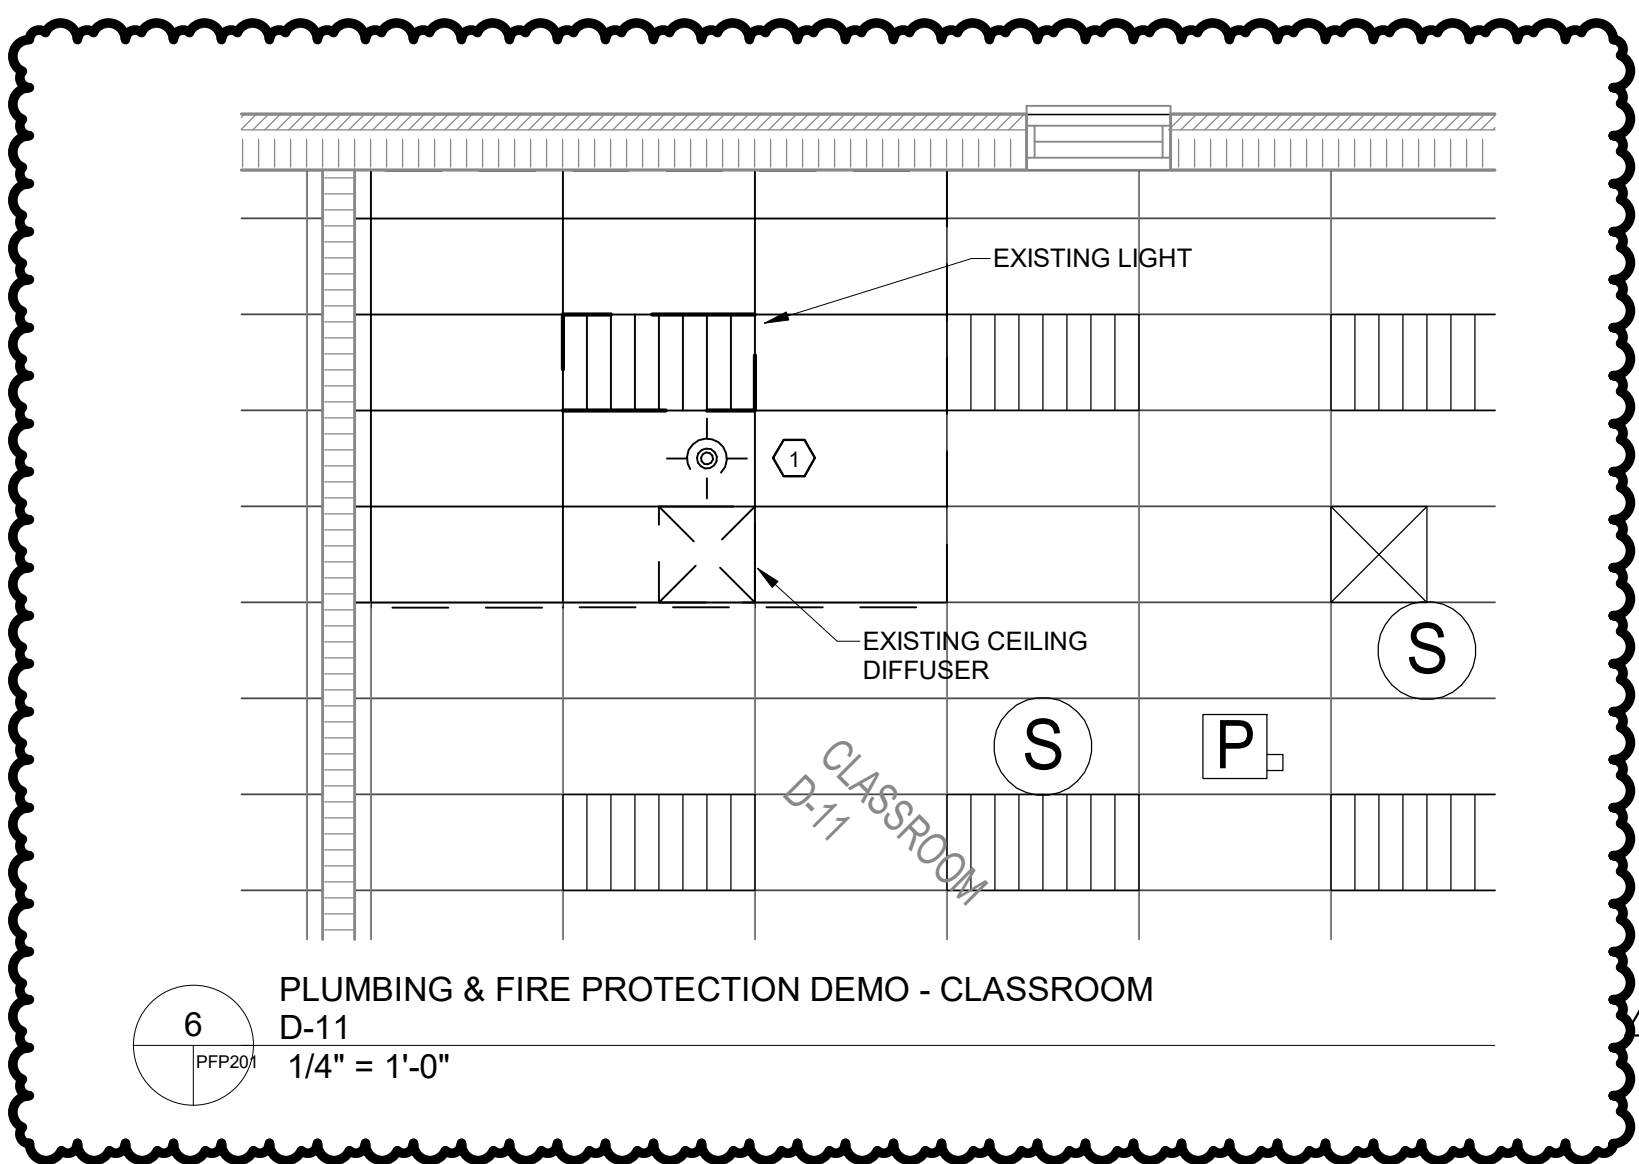 EXISTING LIGHT
1
EXISTING CEILING
DIFFUSER
S
S
P
CLASSROOM
D-11
PLUMBING & FIRE PROTECTION DEMO - CLASSROOM
D-11
6
PFP201
1/4" = 1'-0"